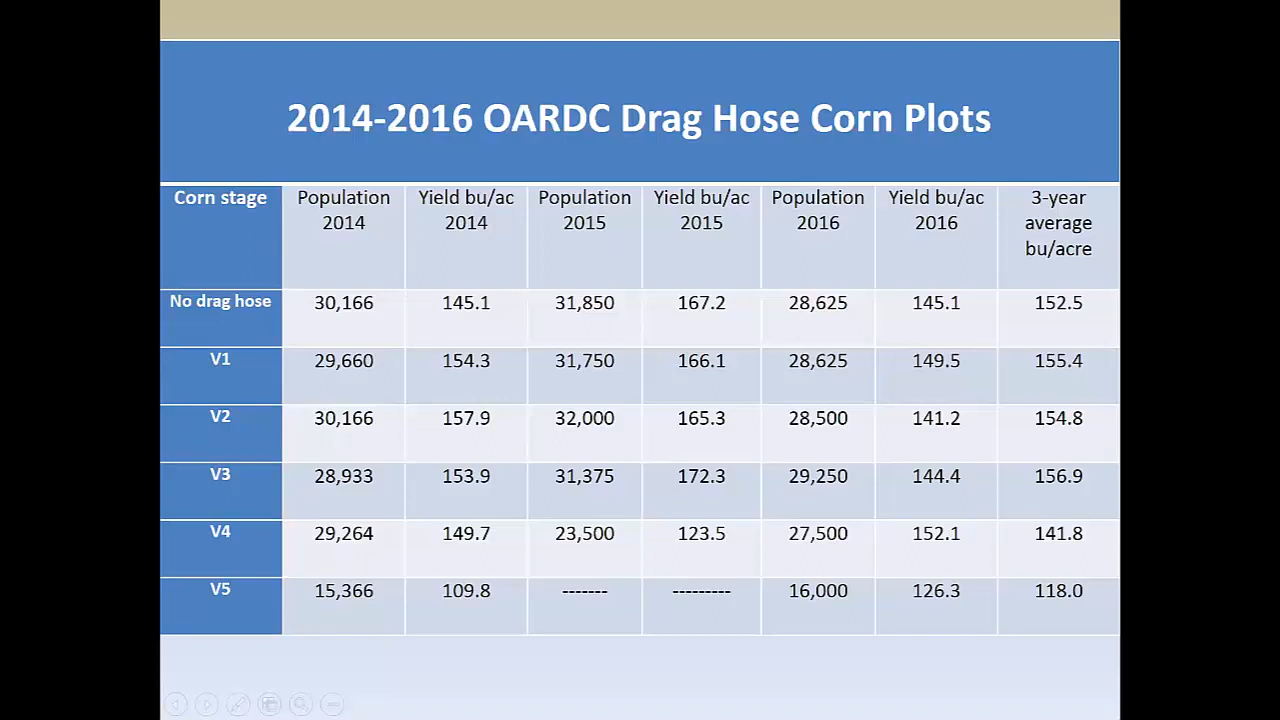 2014-2016 OARDC Drag Hose Corn Plots
Corn stage Population 2014 Yield bu/ac 2014 Population 2015 Yield bu/ac 2015 Population 2016 Yield bu/ac 2016 3-year average bu/acre
No drag hose 30,166 145.1 31,850 167.2 28,625 145.1 152.5
V1 29,660 154.3 31,750 166.1 28,625 149.5 155.4
V2 30,166 157.9 32,000 165.3 28,500 141.2 154.8
V3 28,933 153.9 31,375 172.3 29,250 144.4 156.9
V4 29,264 149.7 23,500 123.5 27,500 152.1 141.8
V5 15,366 109.8 ------- --------- 16,000 126.3 118.0